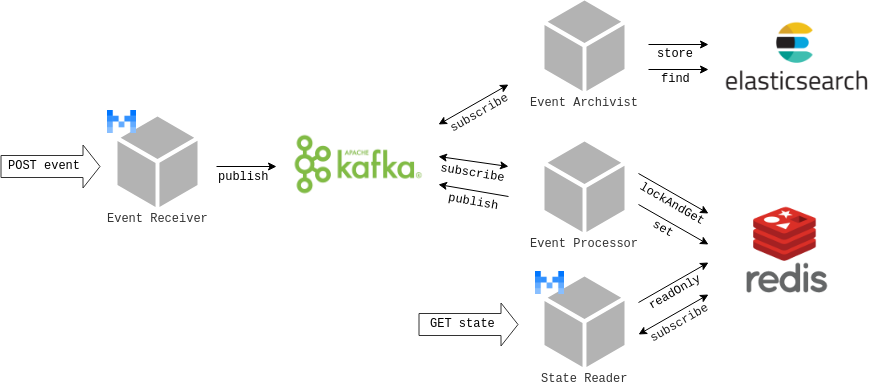 POST event
Event Receiver
publish
APACHE
kafka®
subscribe
Event Archivist
store
find
elasticsearch
subscribe
publish
Event Processor
lockAndGet
set
redis
GET state
State Reader
readOnly
subscribe